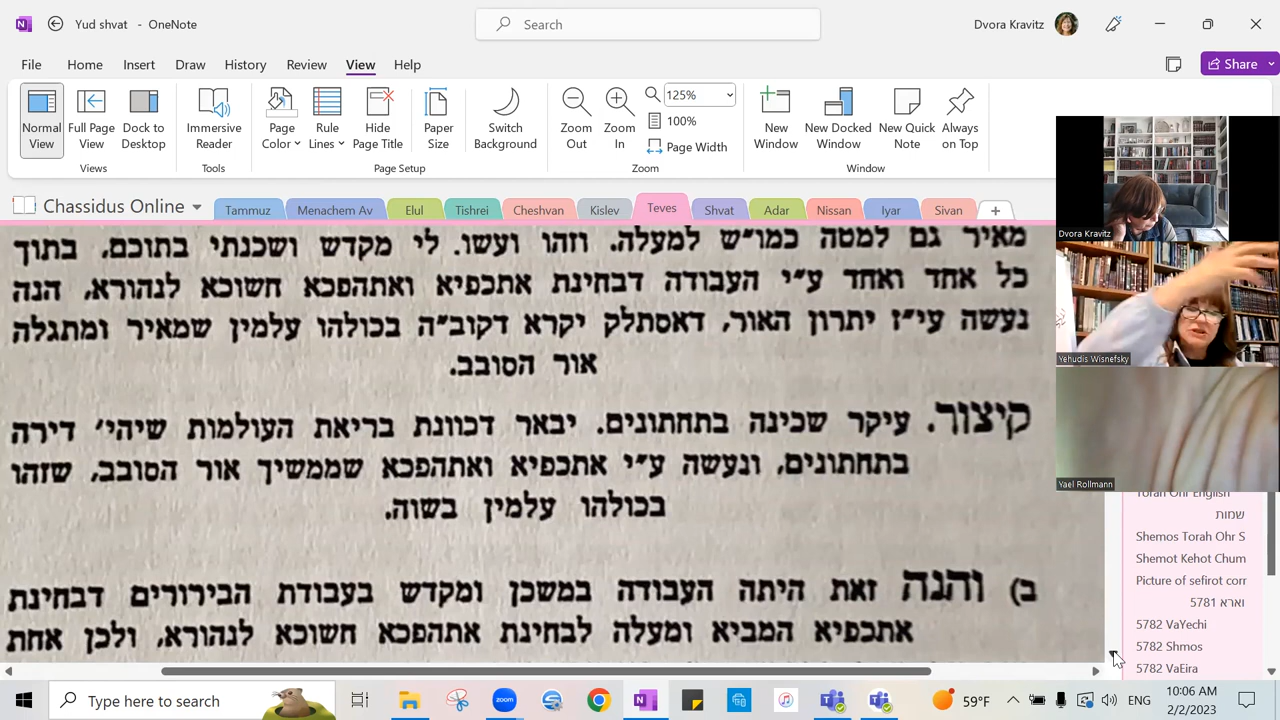 Yud shvat - OneNote
Search
Dvora Kravitz
File Home Insert Draw History Review View Help
Share
Normal View
Full Page View
Dock to Desktop
Views
Immersive Reader
Tools
Page Color
Rule Lines
Hide Page Title
Paper Size
Switch Background
Page Setup
Zoom Out
Zoom In
125%
100%
Page Width
Zoom
New Window
New Docked Window
New Quick Note
Always on Top
Window
Chassidus Online
Tammuz Menachem Av Elul Tishrei Cheshvan Kislev Teves Shvat Adar Nissan Iyar Sivan
מאיר גם למטה כמו״ש למעלה. וזהו ועשו. לי מקדש ושכנתי בתוכם, בתוך
כל אחד ואחד ע״י העבודה דבחינת אתכפיא ואתהפכא חשוכא לנהורא, הנה
נעשה עי״ז יתרון האור, דאסתלק יקרא דקוב״ה בכולהו עלמין שמאיר ומתגלה
אור הסובב.
קיצור. עיקר שכינה בתחתונים. יבאר דכוונת בריאת העולמות שיהי׳ דירה
בתחתונים, ונעשה ע״י אתכפיא ואתהפכא שממשיך אור הסובב, שזהו
בכולהו עלמין בשוה.
ב) והנה זאת היתה העבודה במשכן ומקדש בעבודת הבירורים דבחינת
אתכפיא המביא ומעלה לבחינת אתהפכא חשוכא לנהורא, ולכן אחת
Dvora Kravitz
Yehudis Wisnefsky
Yael Rollmann
Torah Ohr English
שמות
Shemos Torah Ohr S
Shemot Kehot Chum
Picture of sefirot corr
וארא 5781
5782 VaYechi
5782 Shmos
5782 VaEira
Type here to search
zoom
59°F
ENG
10:06 AM
2/2/2023